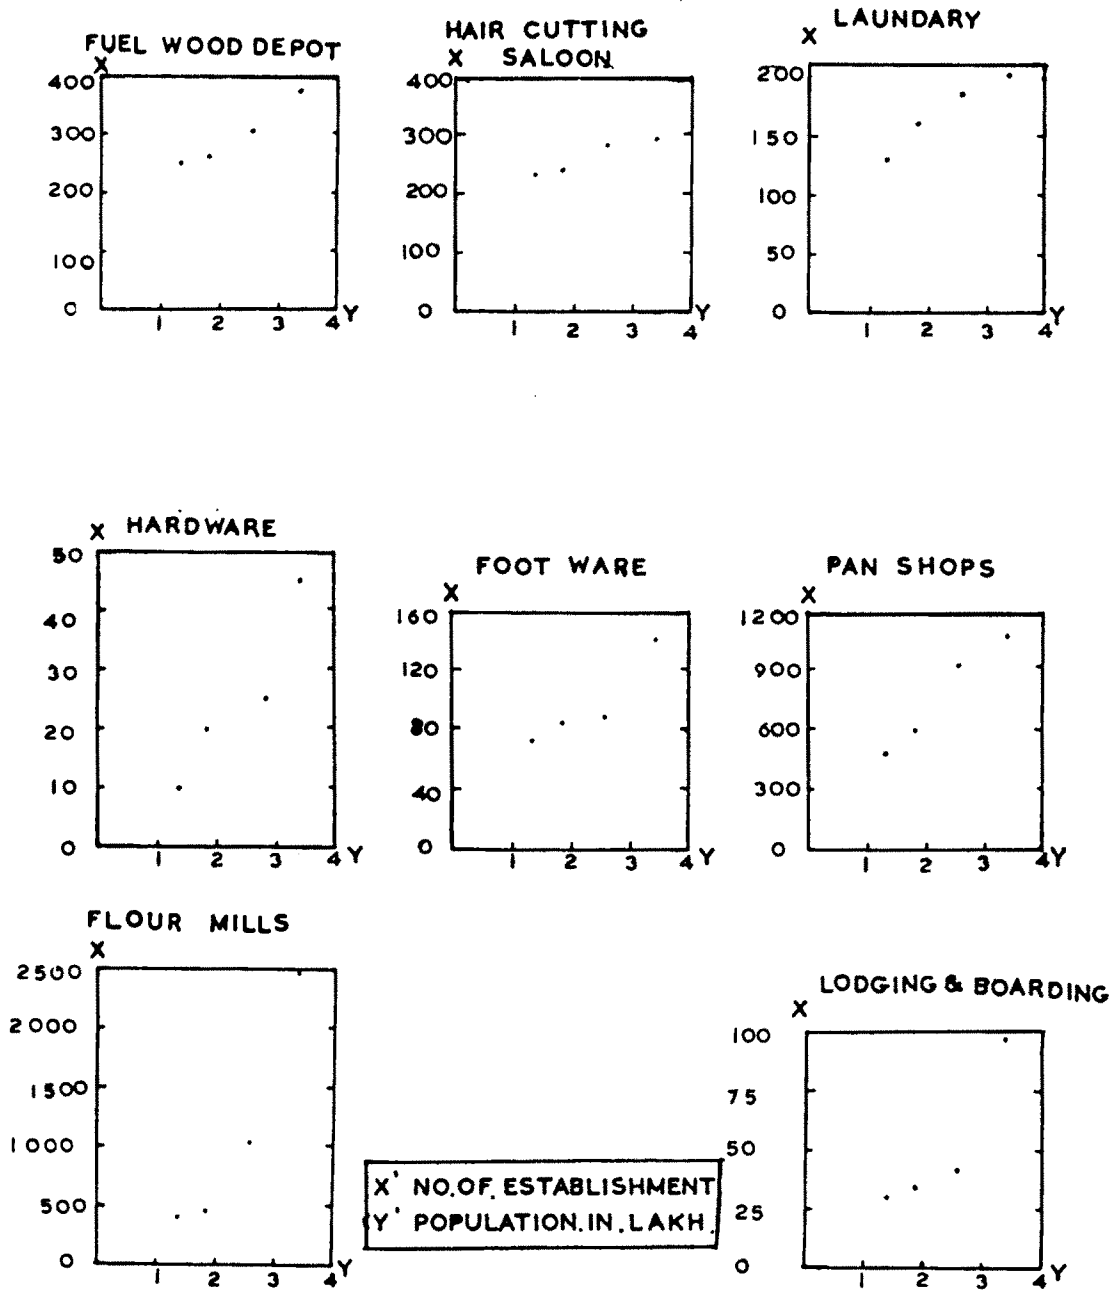 FUEL WOOD DEPOT
X
400
300
200
100
0
1 2 3 4 Y
HAIR CUTTING
X SALOON
400
300
200
100
0
1 2 3 4 Y
LAUNDARY
X
200
150
100
50
0
1 2 3 4 Y
X HARDWARE
50
40
30
20
10
0
1 2 3 4 Y
FOOT WARE
X
160
120
80
40
0
1 2 3 4 Y
PAN SHOPS
X
1200
900
600
300
0
1 2 3 4 Y
FLOUR MILLS
X
2500
2000
1500
1000
500
0
1 2 3 4 Y
X' NO.OF. ESTABLISHMENT
Y' POPULATION.IN.LAKH.
LODGING & BOARDING
X
100
75
50
25
0
1 2 3 4 Y